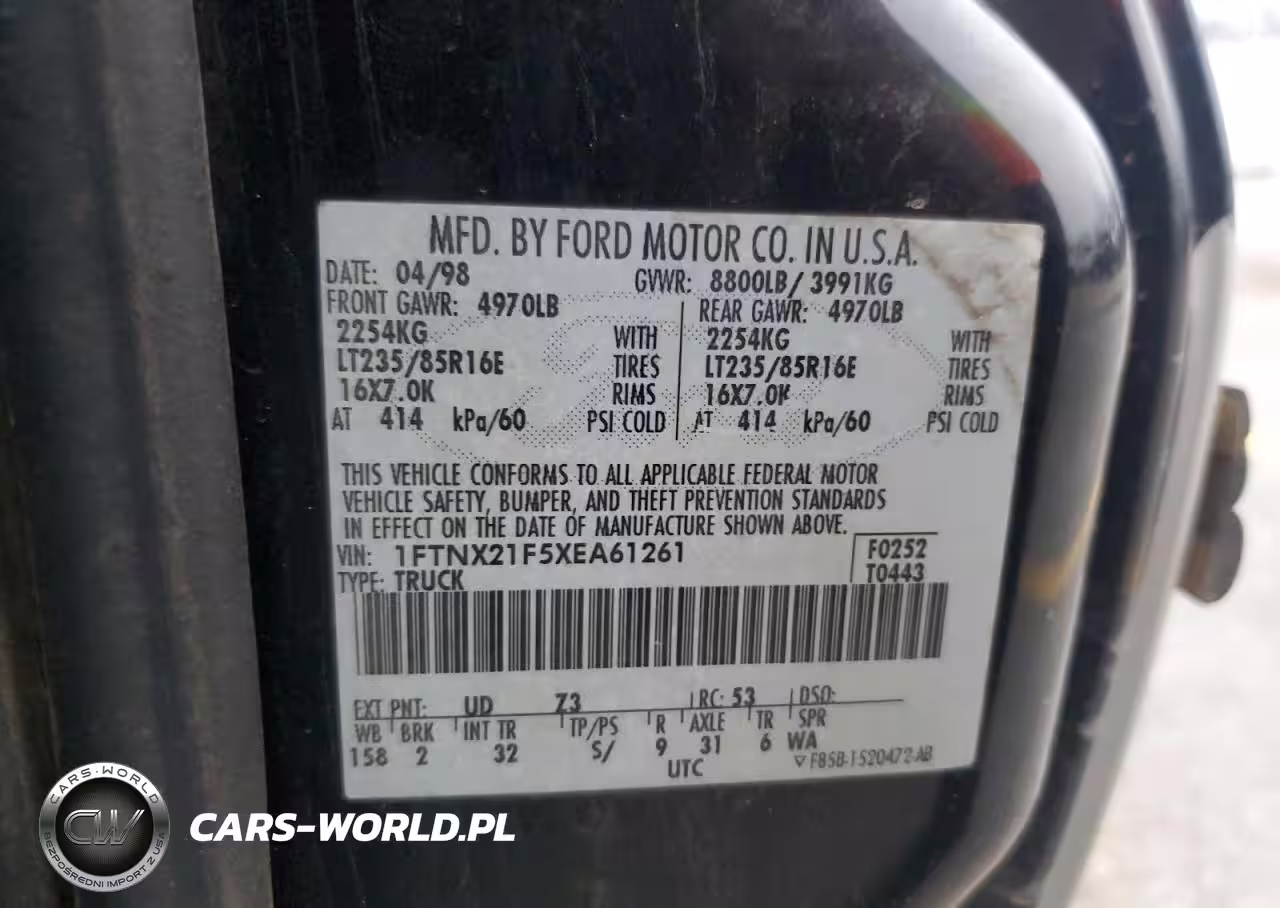 MFD. BY FORD MOTOR CO. IN U.S.A.
DATE: 04/98 GVWR: 8800LB/ 3991KG
FRONT GAWR: 4970LB REAR GAWR: 4970LB
2254KG WITH 2254KG WITH
LT235/85R16E TIRES LT235/85R16E TIRES
16X7.0K RIMS 16X7.0K RIMS
AT 414 kPa/60 PSI COLD AT 414 kPa/60 PSI COLD
THIS VEHICLE CONFORMS TO ALL APPLICABLE FEDERAL MOTOR
VEHICLE SAFETY, BUMPER, AND THEFT PREVENTION STANDARDS
IN EFFECT ON THE DATE OF MANUFACTURE SHOWN ABOVE.
VIN: 1FTNX21F5XEA61261 F0252
TYPE: TRUCK T0443
EXT PNT: UD Z3 RC: 53 DSO:
WB BRK INT TR TP/PS R AXLE TR SPR
158 2 32 S/ 9 31 6 WA
UTC F85B-1520472-AB
CARS-WORLD
CW
BEZPOŚREDNI IMPORT Z USA
CARS-WORLD.PL